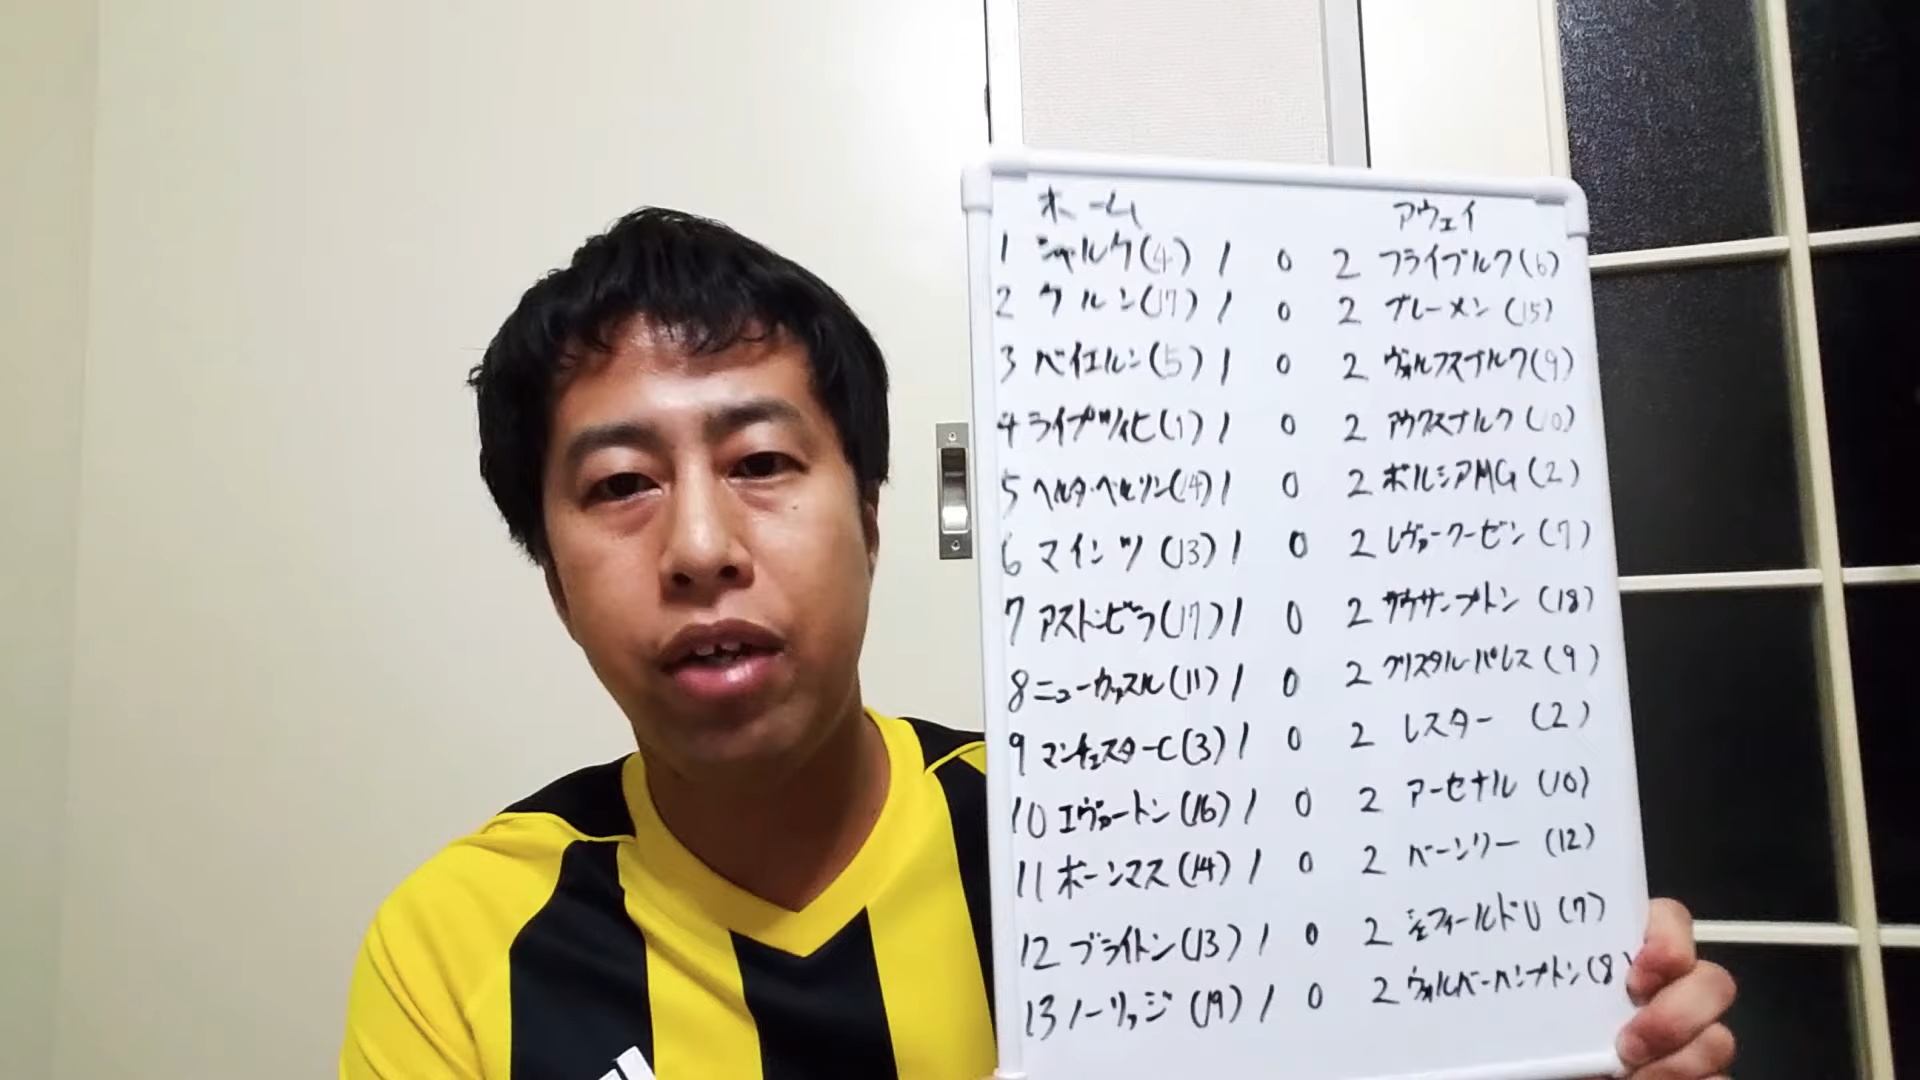 ホーム アウェイ
1 シャルケ(4) 1 0 2 フライブルク(6)
2 ケルン(17) 1 0 2 ブレーメン(15)
3 バイエルン(5) 1 0 2 ヴォルフスブルク(9)
4 ライプツィヒ(1) 1 0 2 アウクスブルク(10)
5 ヘルタ・ベルリン(14) 1 0 2 ボルシアMG(2)
6 マインツ(13) 1 0 2 レヴァークーゼン(7)
7 アストンビラ(17) 1 0 2 サウサンプトン(18)
8 ニューカッスル(11) 1 0 2 クリスタル・パレス(9)
9 マンチェスターC(3) 1 0 2 レスター(2)
10 エヴァートン(16) 1 0 2 アーセナル(10)
11 ボーンマス(14) 1 0 2 バーンリー(12)
12 ブライトン(13) 1 0 2 シェフィールドU(7)
13 ノーリッジ(19) 1 0 2 ウォルバーハンプトン(8)